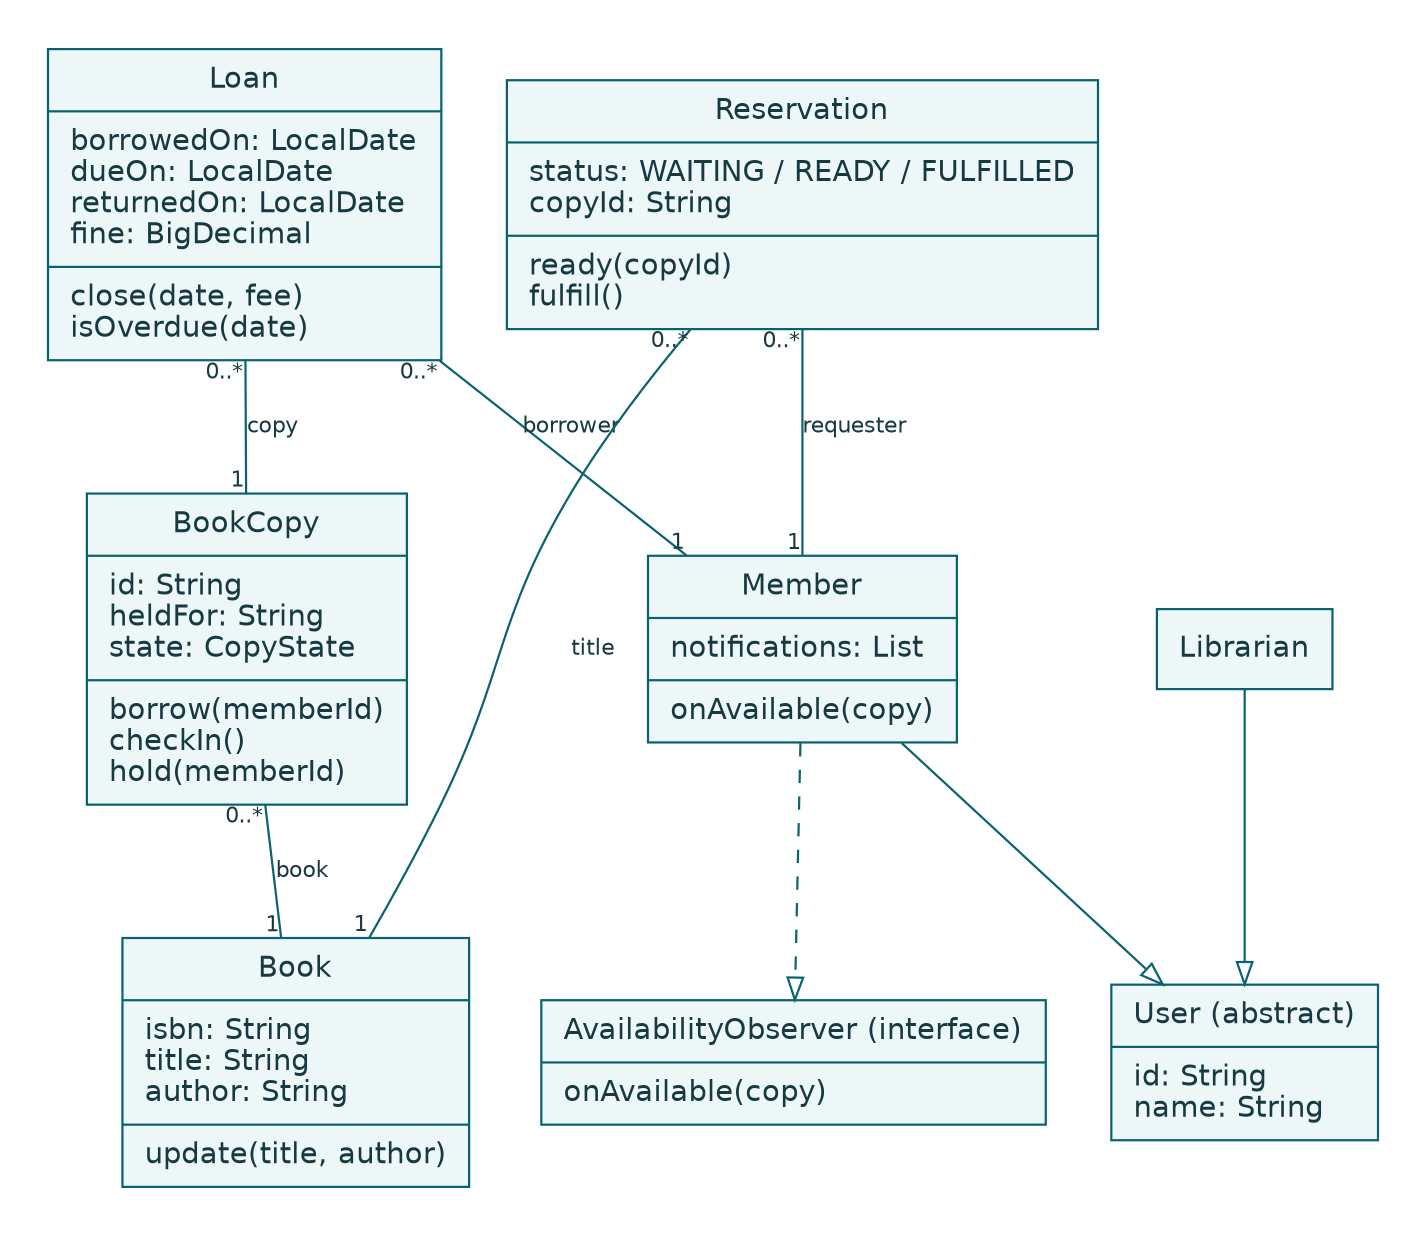 Loan
borrowedOn: LocalDate
dueOn: LocalDate
returnedOn: LocalDate
fine: BigDecimal
close(date, fee)
isOverdue(date)
Reservation
status: WAITING / READY / FULFILLED
copyId: String
ready(copyId)
fulfill()
0..*
0..*
0..*
0..*
copy
borrower
requester
1
1
1
BookCopy
id: String
heldFor: String
state: CopyState
borrow(memberId)
checkIn()
hold(memberId)
title
Member
notifications: List
onAvailable(copy)
Librarian
0..*
book
1
1
Book
isbn: String
title: String
author: String
update(title, author)
AvailabilityObserver (interface)
onAvailable(copy)
User (abstract)
id: String
name: String